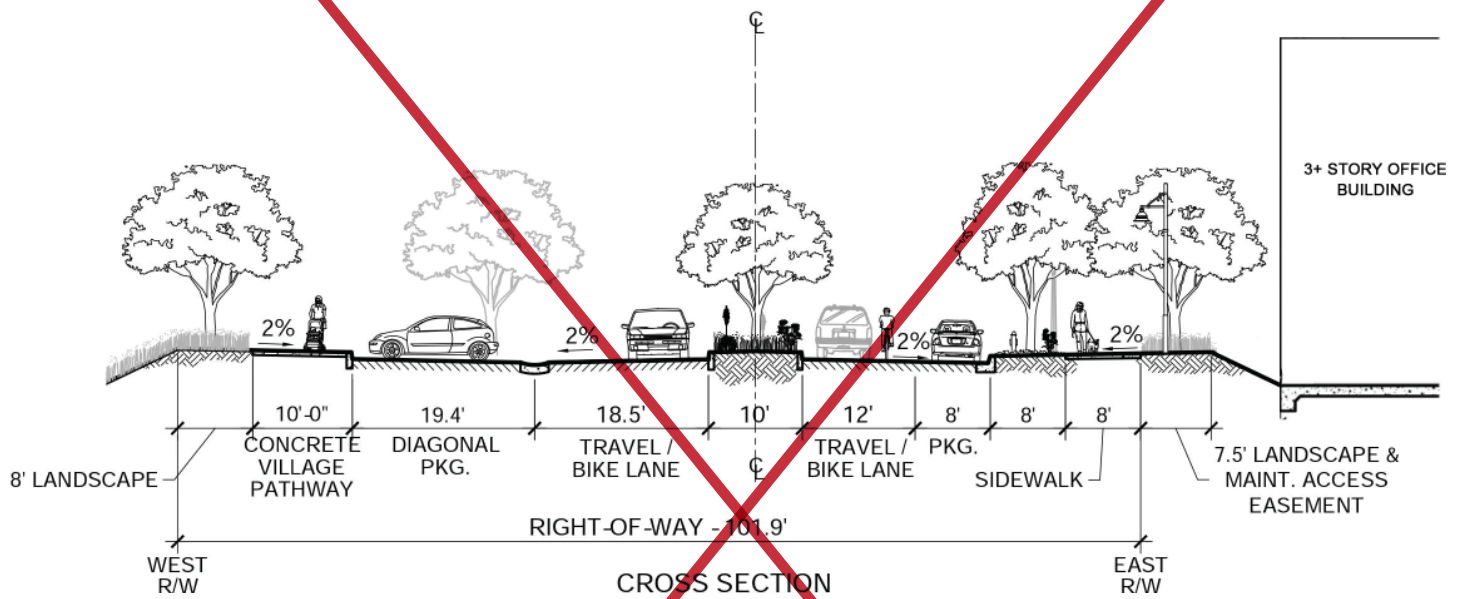 ℄
3+ STORY OFFICE
BUILDING
2%
2%
2%
2%
10'-0"
19.4'
18.5'
10'
12'
8'
8'
8'
CONCRETE
VILLAGE
PATHWAY
DIAGONAL
PKG.
TRAVEL /
BIKE LANE
℄
TRAVEL /
BIKE LANE
PKG.
8' LANDSCAPE
SIDEWALK
7.5' LANDSCAPE &
MAINT. ACCESS
EASEMENT
RIGHT-OF-WAY - 101.9'
WEST
R/W
EAST
R/W
CROSS SECTION